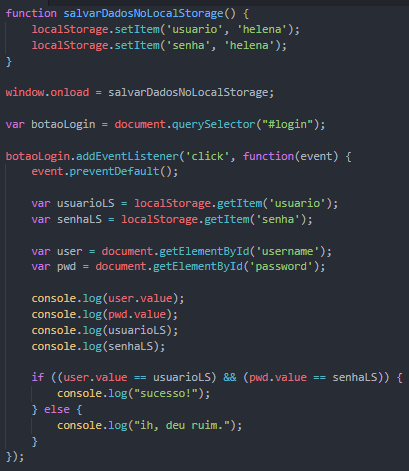 function salvarDadosNoLocalStorage() {
    localStorage.setItem('usuario', 'helena');
    localStorage.setItem('senha', 'helena');
}

window.onload = salvarDadosNoLocalStorage;

var botaoLogin = document.querySelector("#login");

botaoLogin.addEventListener('click', function(event) {
    event.preventDefault();

    var usuarioLS = localStorage.getItem('usuario');
    var senhaLS = localStorage.getItem('senha');

    var user = document.getElementById('username');
    var pwd = document.getElementById('password');

    console.log(user.value);
    console.log(pwd.value);
    console.log(usuarioLS);
    console.log(senhaLS);

    if ((user.value == usuarioLS) && (pwd.value == senhaLS)) {
        console.log("sucesso!");
    } else {
        console.log("ih, deu ruim.");
    }
});